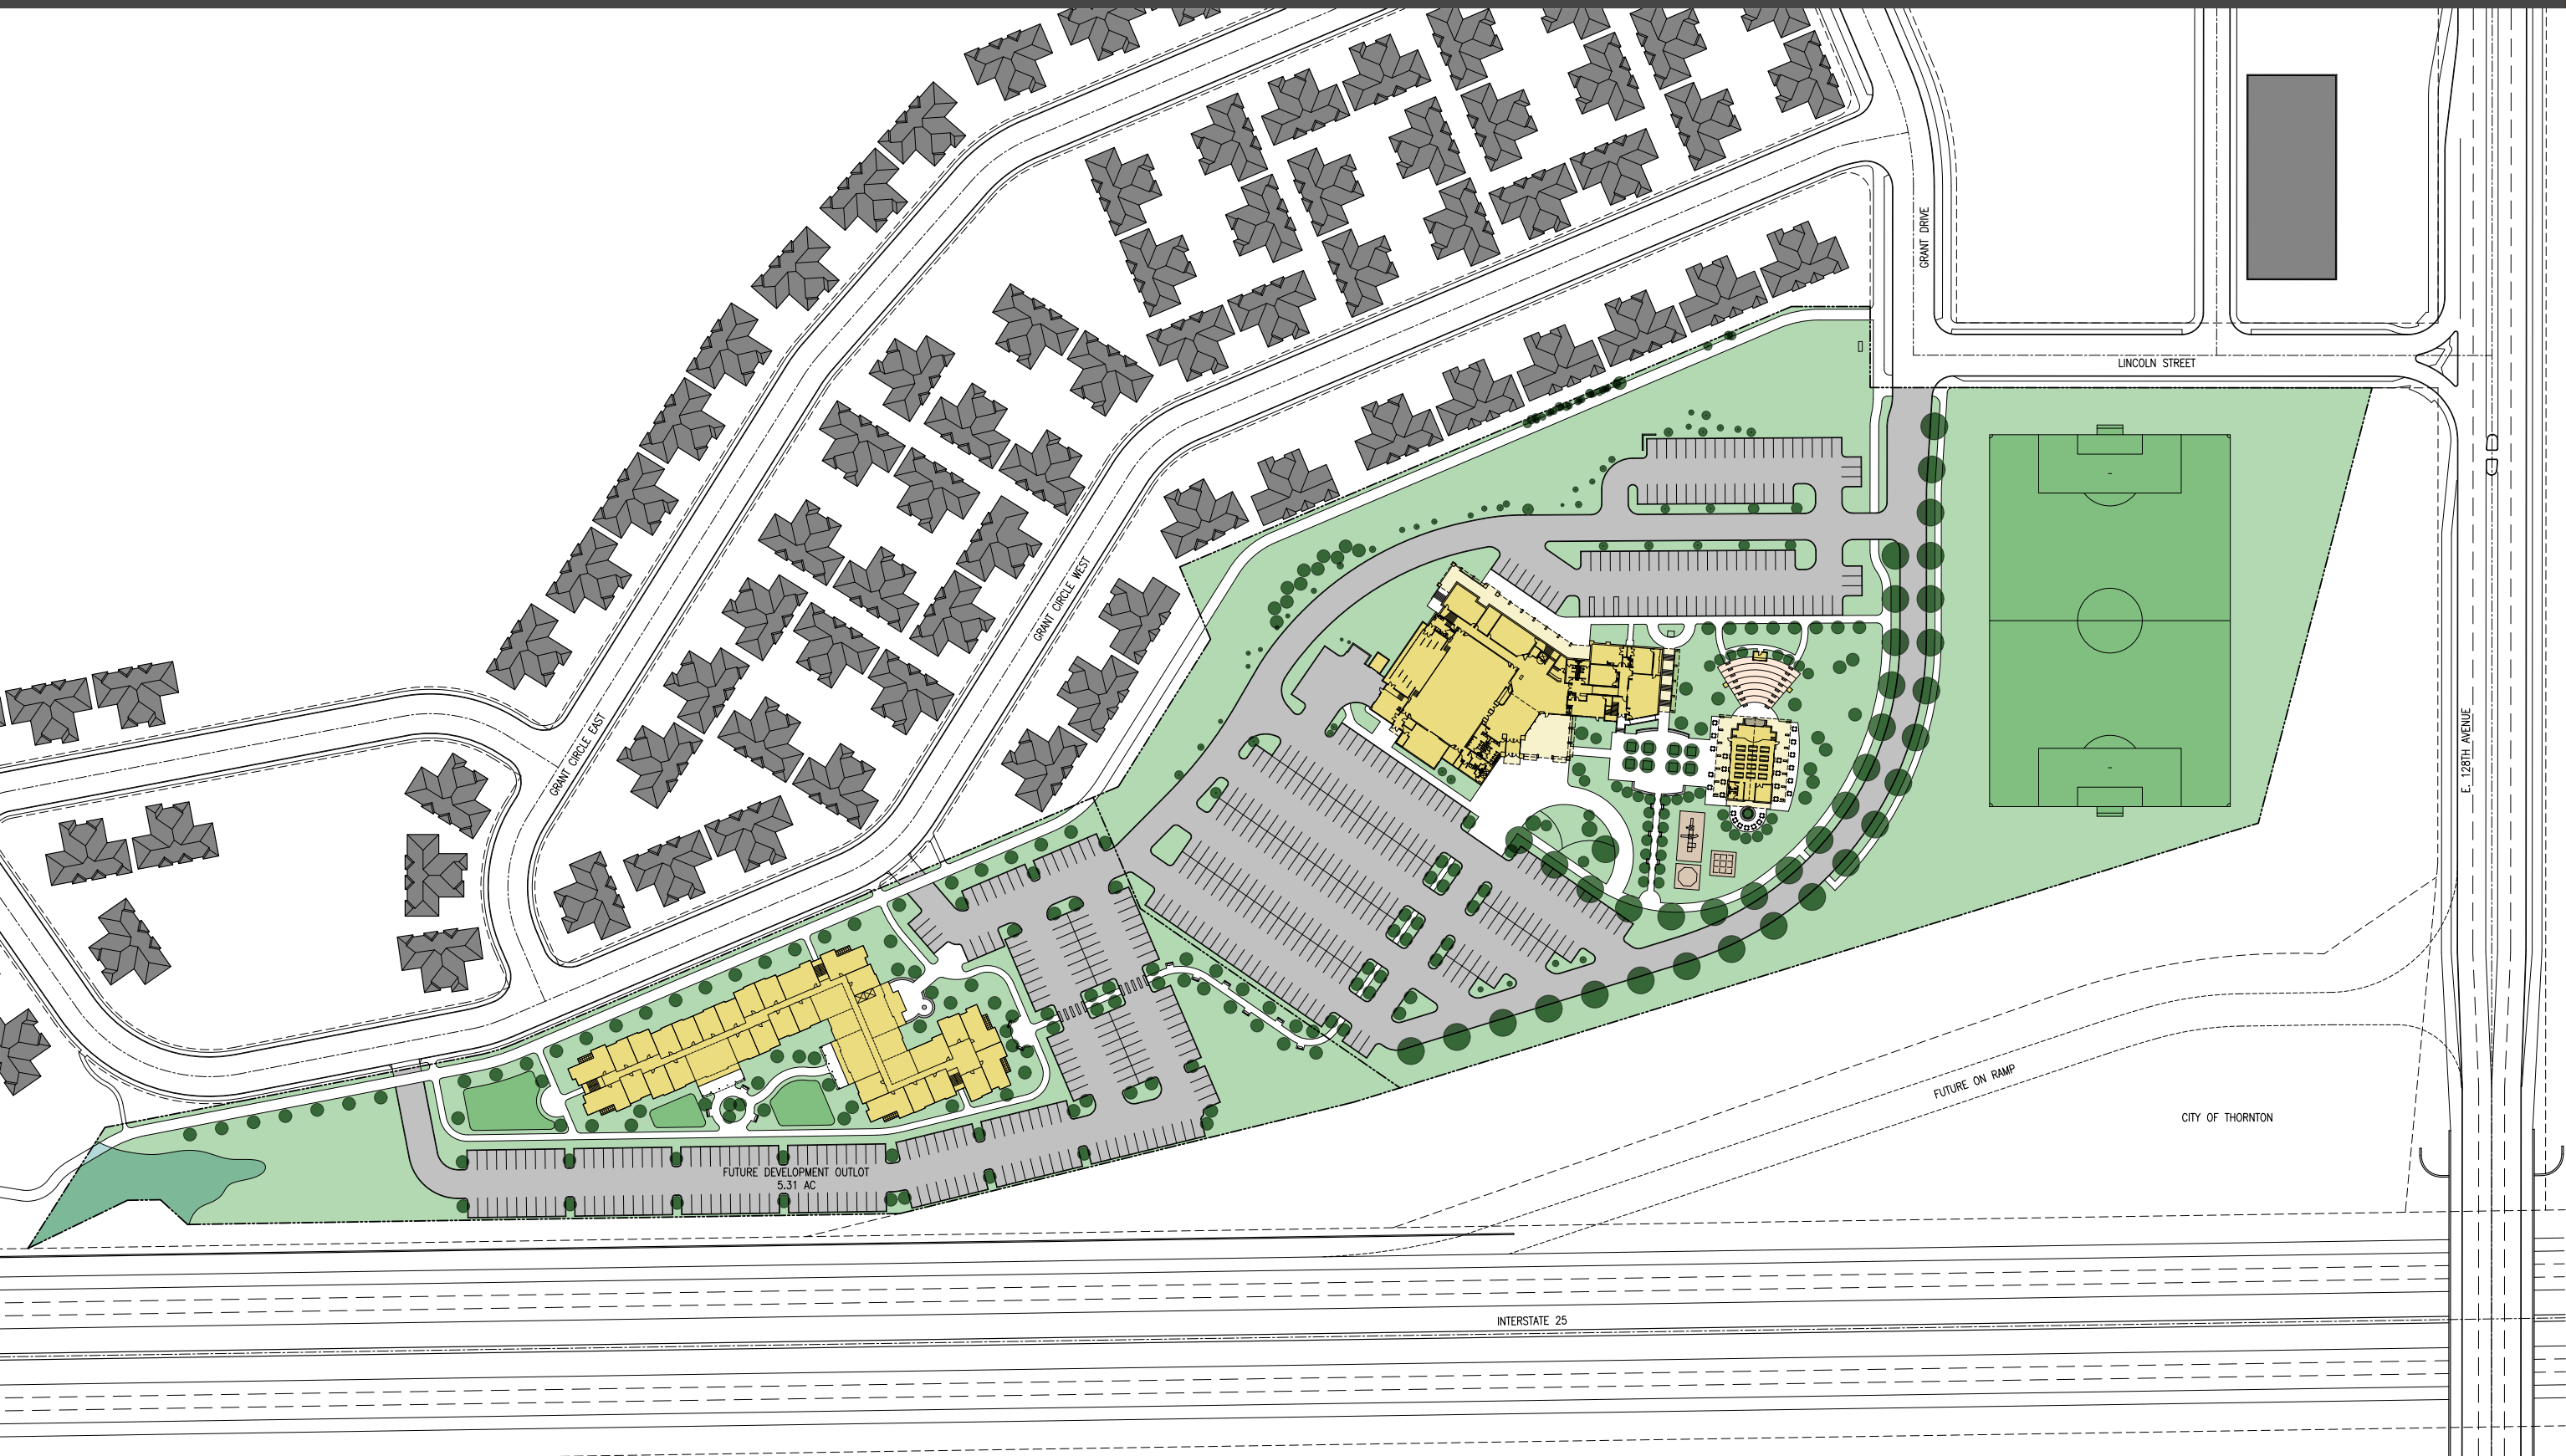 GRANT DRIVE
LINCOLN STREET
GRANT CIRCLE WEST
GRANT CIRCLE EAST
E. 128TH AVENUE
FUTURE ON RAMP
CITY OF THORNTON
FUTURE DEVELOPMENT OUTLOT
5.31 AC
INTERSTATE 25